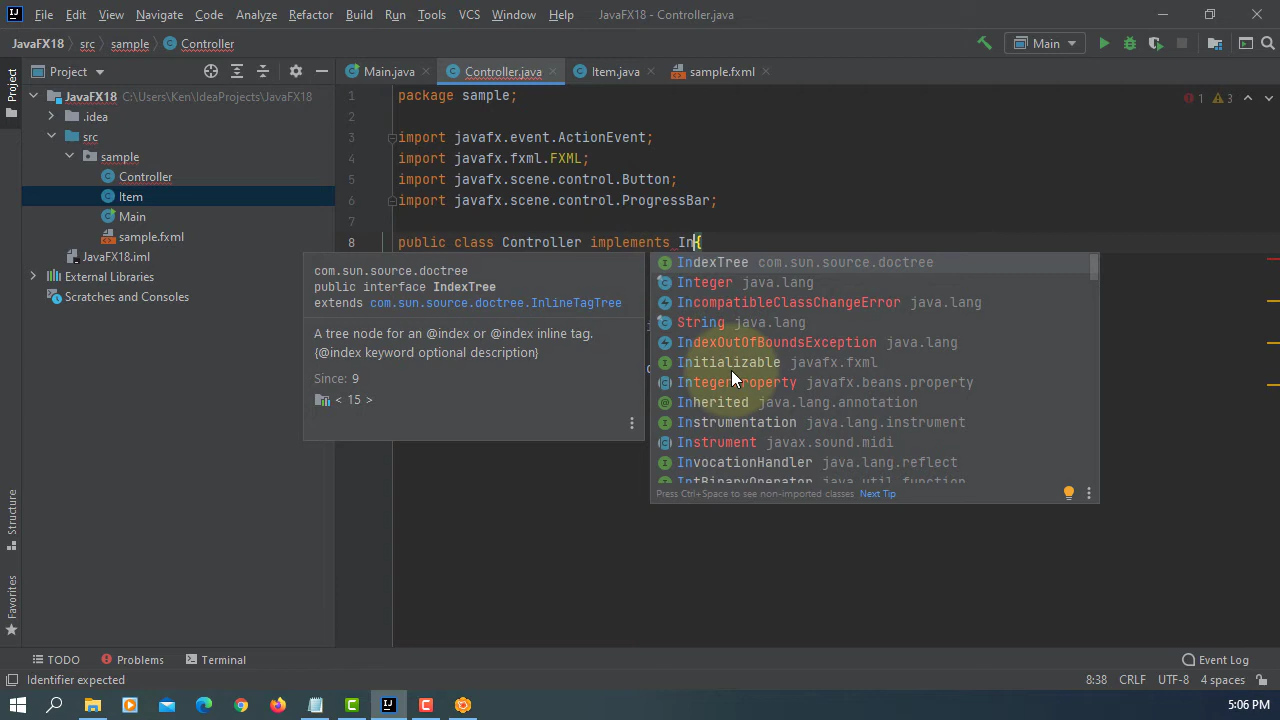 File Edit View Navigate Code Analyze Refactor Build Run Tools VCS Window Help JavaFX18 - Controller.java
JavaFX18 src sample Controller Main
Project Main.java Controller.java Item.java sample.fxml
Project
JavaFX18 C:\Users\Ken\IdeaProjects\JavaFX18
.idea
src
sample
Controller
Item
Main
sample.fxml
JavaFX18.iml
External Libraries
Scratches and Consoles
1 package sample;
2
3 import javafx.event.ActionEvent;
4 import javafx.fxml.FXML;
5 import javafx.scene.control.Button;
6 import javafx.scene.control.ProgressBar;
7
8 public class Controller implements In{
1 3
com.sun.source.doctree
public interface IndexTree
extends com.sun.source.doctree.InlineTagTree
A tree node for an @index or @index inline tag.
{@index keyword optional description}
Since: 9
< 15 >
IndexTree com.sun.source.doctree
Integer java.lang
IncompatibleClassChangeError java.lang
String java.lang
IndexOutOfBoundsException java.lang
Initializable javafx.fxml
IntegerProperty javafx.beans.property
Inherited java.lang.annotation
Instrumentation java.lang.instrument
Instrument javax.sound.midi
InvocationHandler java.lang.reflect
IntBinaryOperator java.util.function
Press Ctrl+Space to see non-imported classes Next Tip
Structure
Favorites
TODO Problems Terminal Event Log
Identifier expected 8:38 CRLF UTF-8 4 spaces
5:06 PM